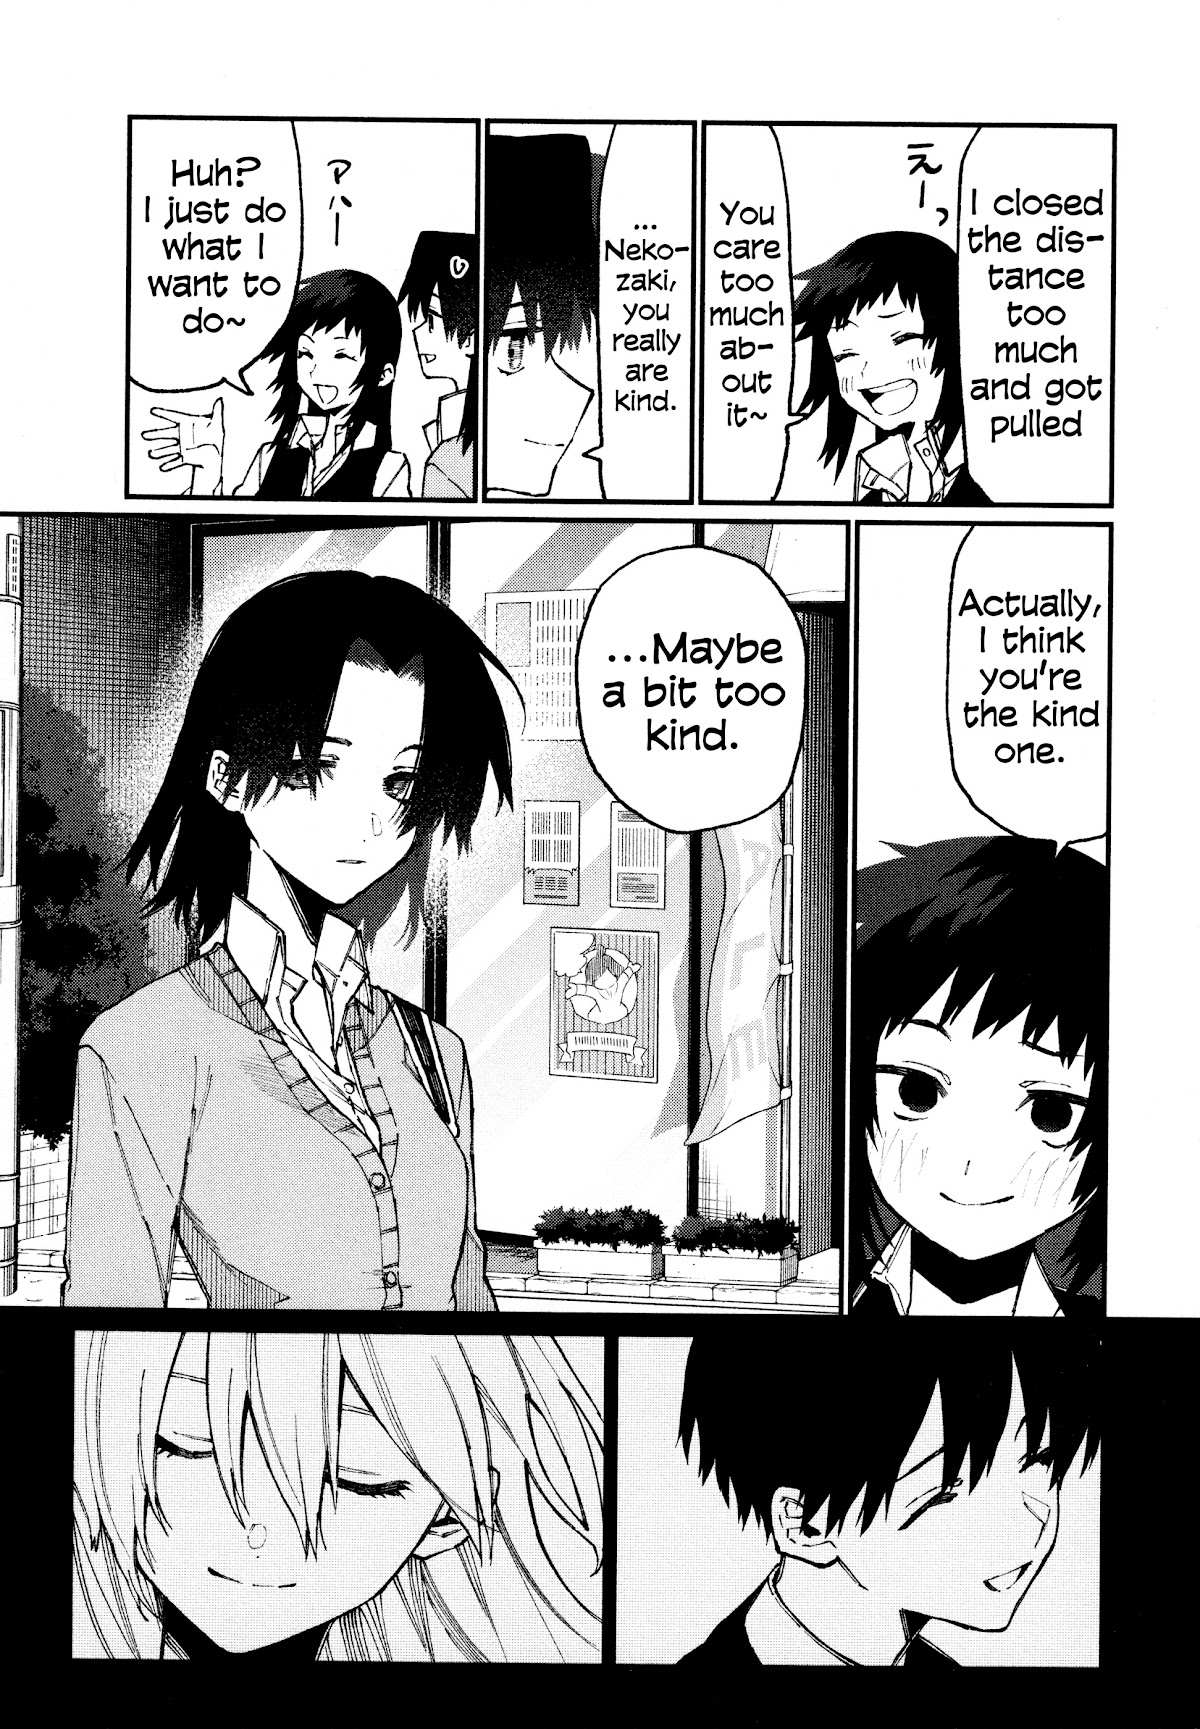 I closed
the dis-
tance
too
much
and got
pulled
えーっ
You
care
too
much
ab-
out
it~
...
Neko-
zaki,
you
really
are
kind.
アハー
Huh?
I just do
what I
want to
do~
Actually,
I think
you're
the kind
one.
...Maybe
a bit too
kind.